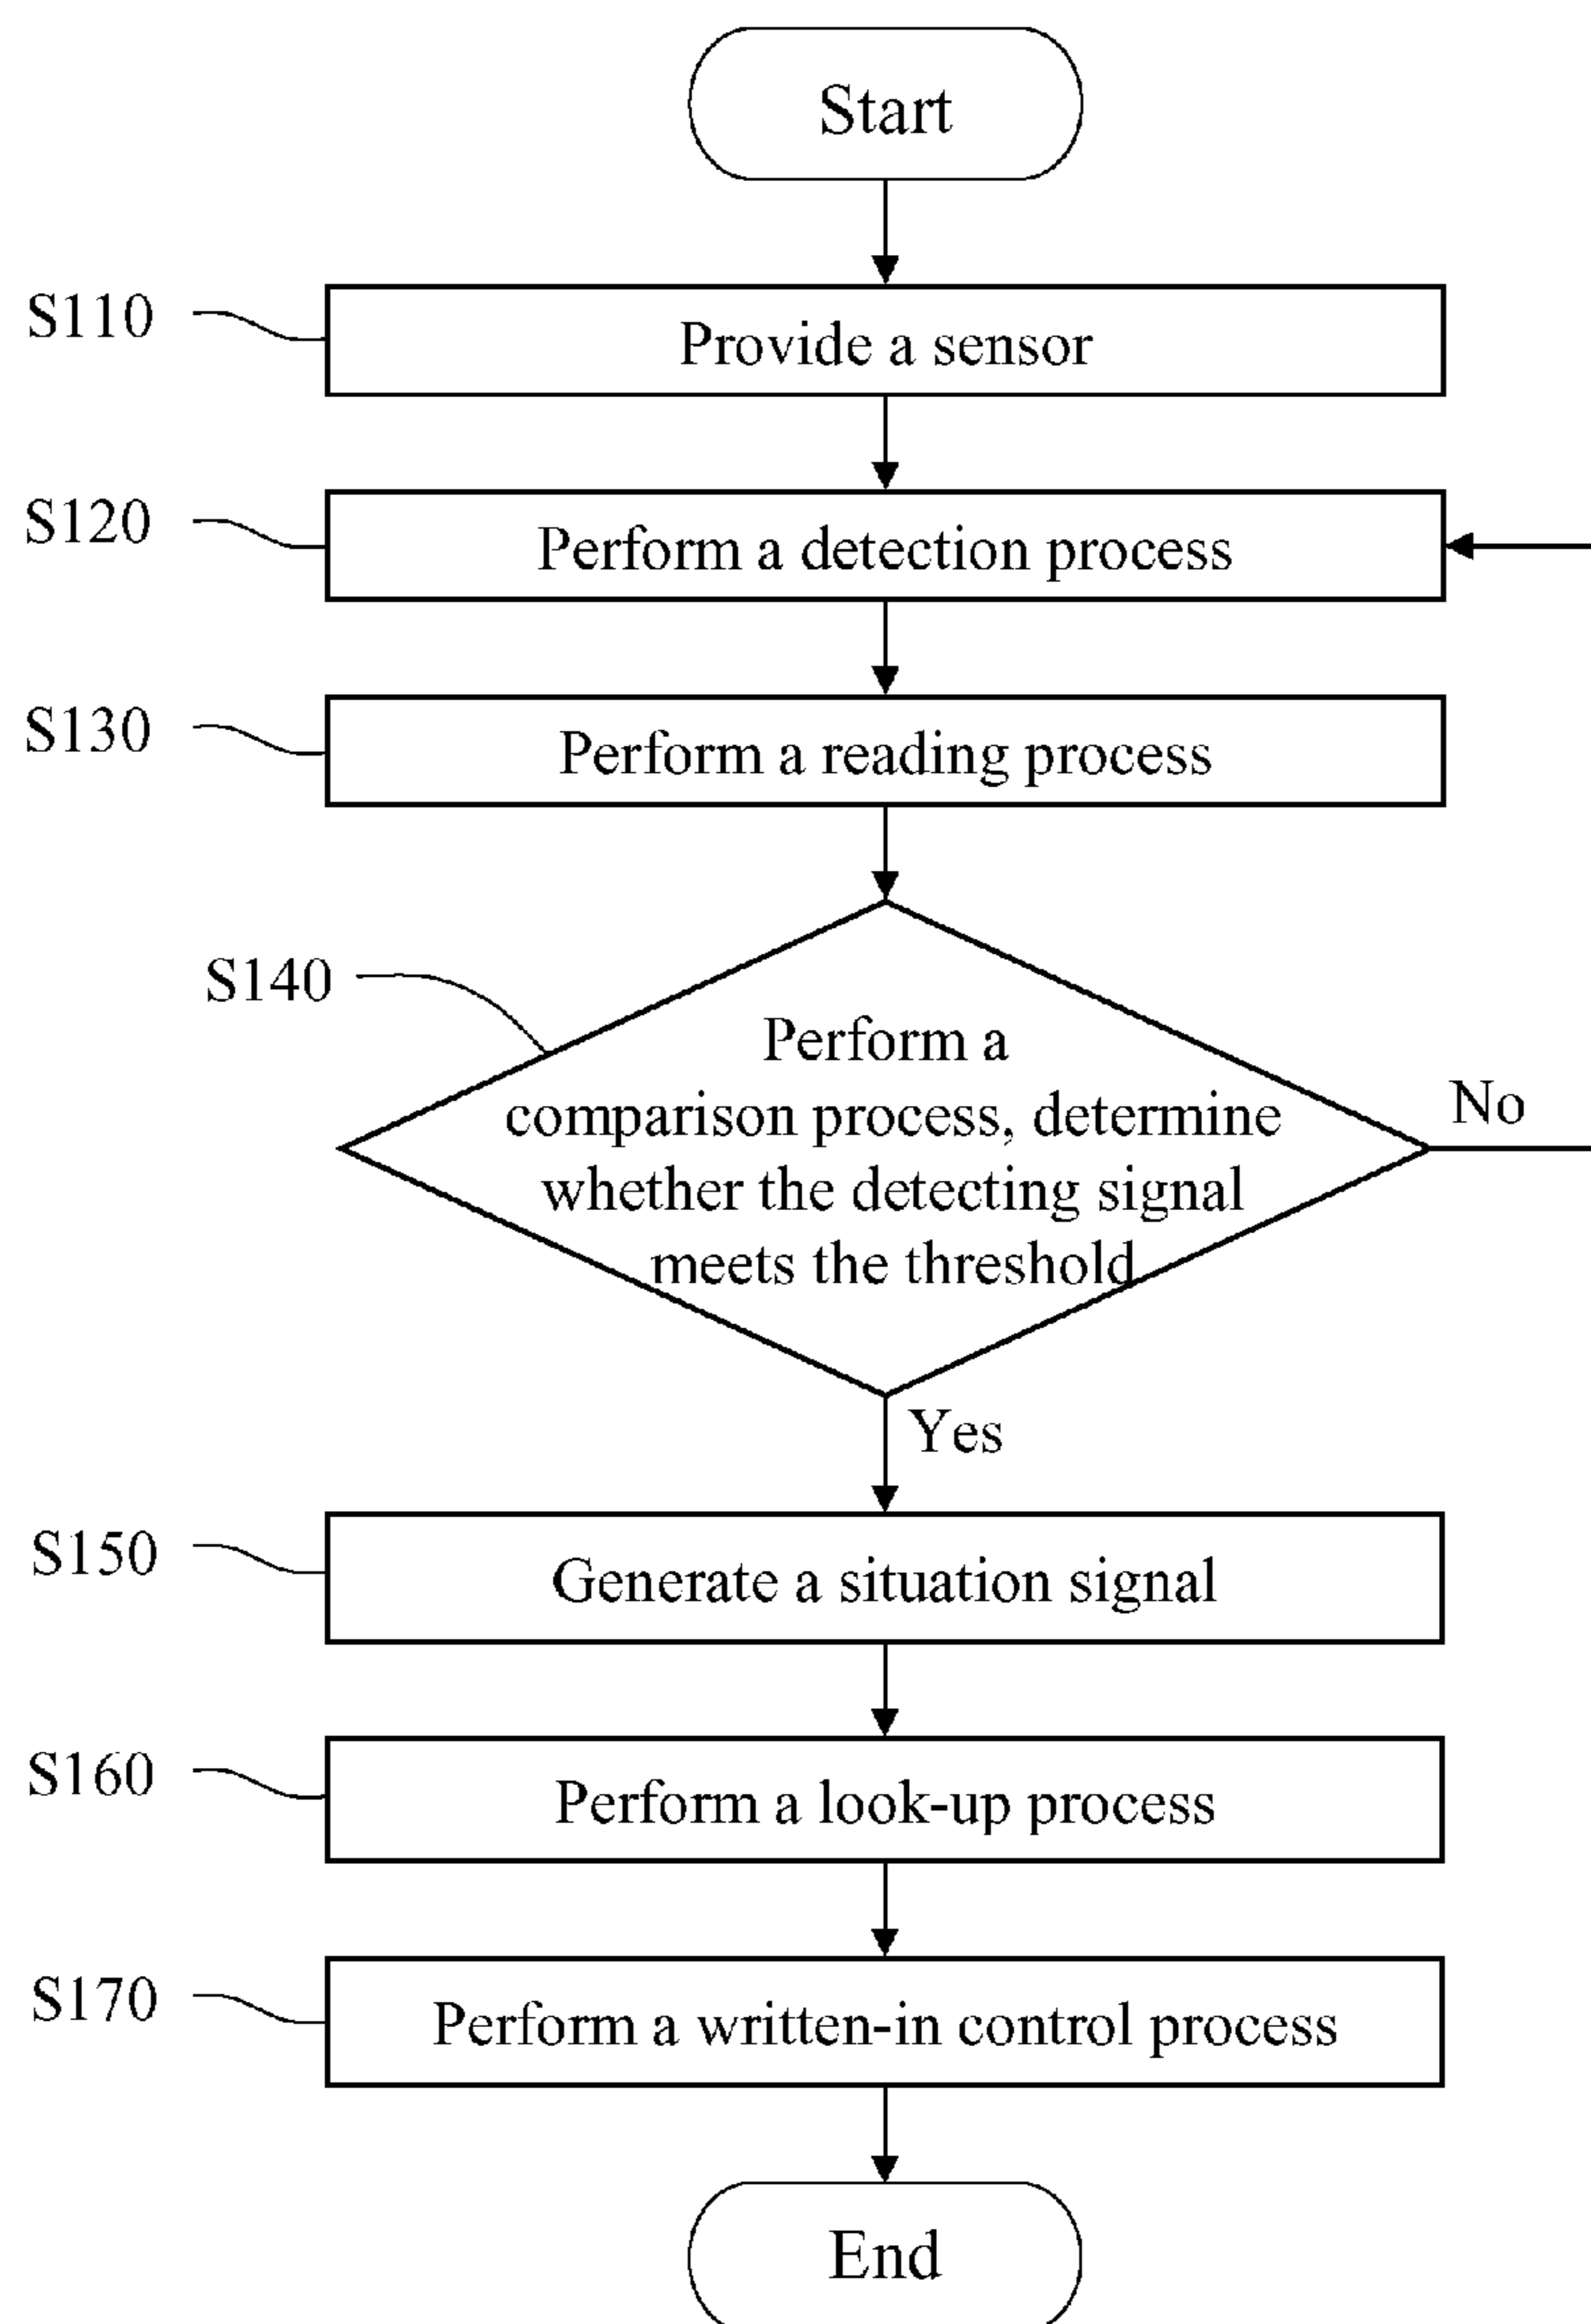 Start
S110
Provide a sensor
S120
Perform a detection process
S130
Perform a reading process
S140
Perform a
comparison process, determine
whether the detecting signal
meets the threshold
No
Yes
S150
Generate a situation signal
S160
Perform a look-up process
S170
Perform a written-in control process
End